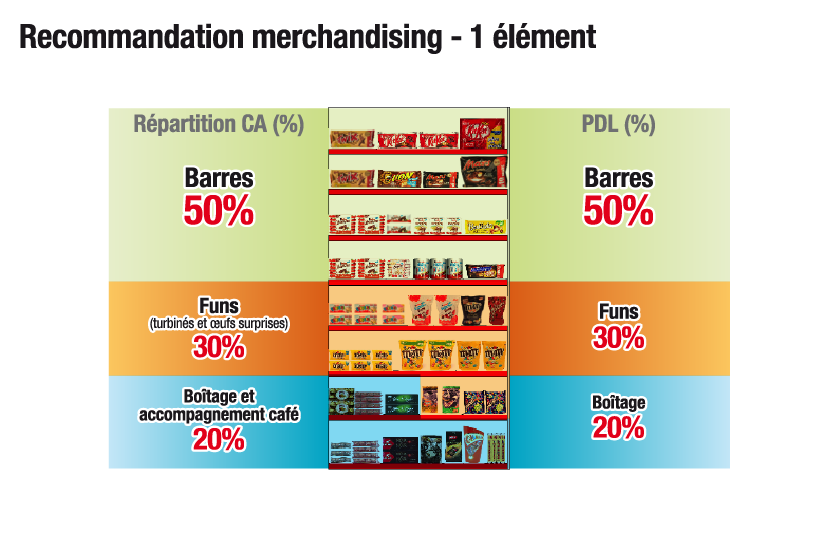 Recommandation merchandising - 1 élément
Répartition CA (%)
PDL (%)
Barres
50%
Barres
50%
Funs
(turbinés et œufs surprises)
30%
Funs
30%
Boîtage et
accompagnement café
20%
Boîtage
20%